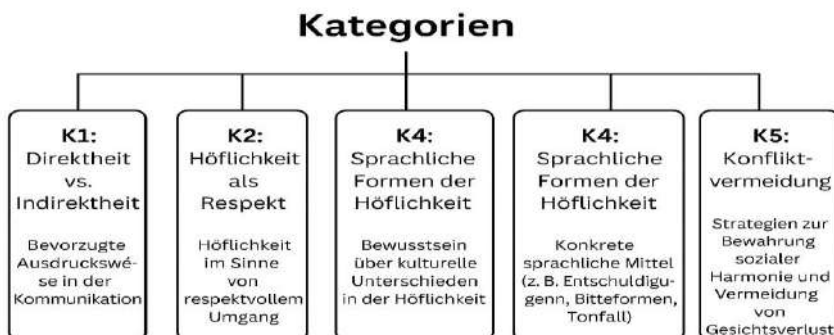 Kategorien
K1:
Direktheit
vs.
Indirektheit
Bevorzugte
Ausdruckswé-
se in der
Kommunikation
K2:
Höflichkeit
als
Respekt
Höflichkeit
im Sinne
von
respektvollem
Umgang
K4:
Sprachliche
Formen der
Höflichkeit
Bewusstsein
über kulturelle
Unterschieden
in der Höflichkeit
K4:
Sprachliche
Formen der
Höflichkeit
Konkrete
sprachliche Mittel
(z. B. Entschuldigu-
genn, Bitteformen,
Tonfall)
K5:
Konflikt-
vermeidung
Strategien zur
Bewahrung
sozialer
Harmonie und
Vermeidung
von
Gesichtsverlust